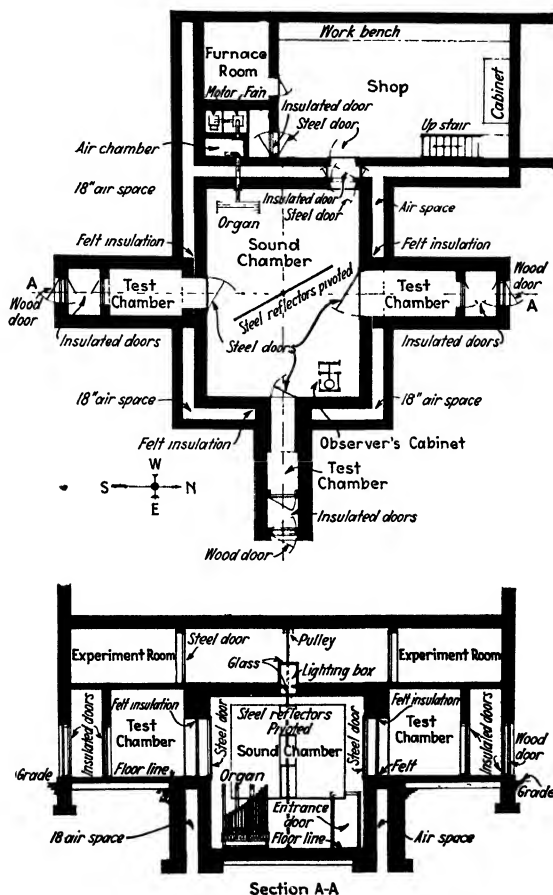 Work bench
Furnace
Room
Motor Fan
Shop
Cabinet
Insulated door
Steel door
Up stair
Air chamber
18" air space
Insulated door
Steel door
Air space
Organ
Felt insulation
Sound
Chamber
Felt insulation
A
Wood
door
Test
Chamber
Steel reflectors pivoted
Test
Chamber
Wood
door
A
Insulated doors
Steel doors
Insulated doors
18" air space
18" air space
Felt insulation
Observer's Cabinet
Test
Chamber
W
S
N
E
Insulated doors
Wood door
Steel door
Pulley
Experiment Room
Glass
Lighting box
Experiment Room
Insulated doors
Felt insulation
Test
Chamber
Floor line
Steel door
Steel reflectors
Pivoted
Sound Chamber
Steel door
Felt insulation
Test
Chamber
Insulated doors
Wood
door
Grade
Organ
Felt
Grade
Entrance
door
Floor line
18 air space
Air space
Section A-A